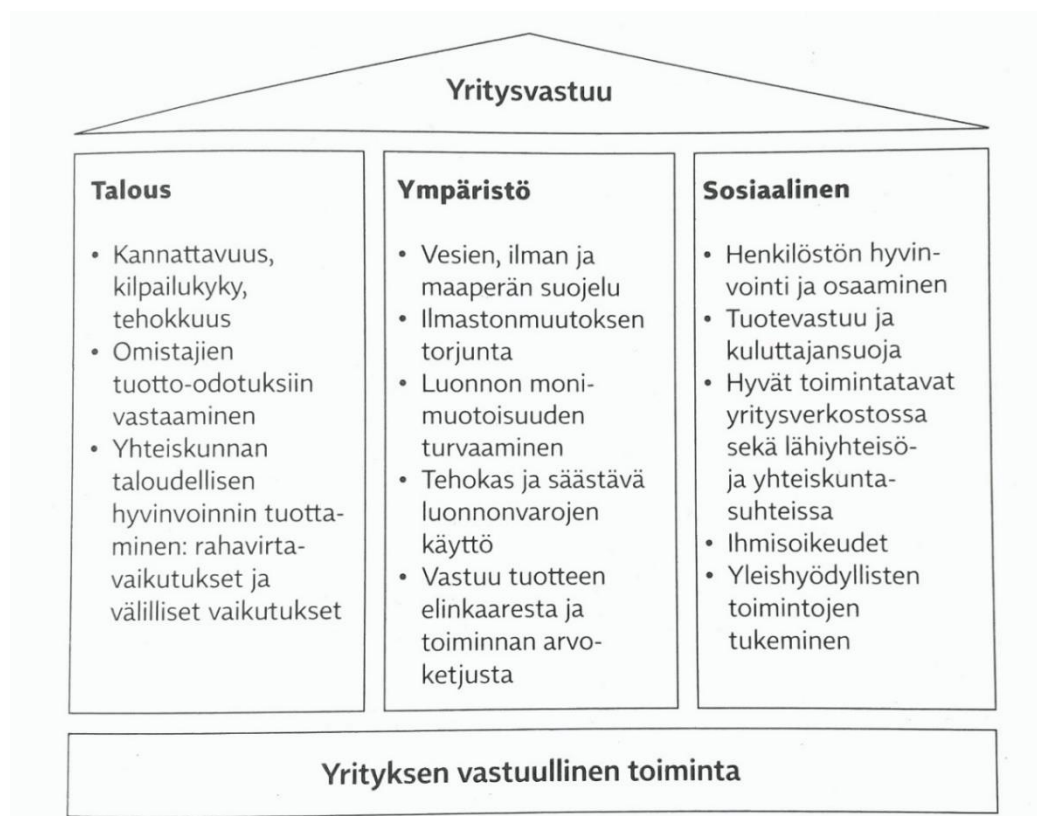 Yritysvastuu
Talous
• Kannattavuus,
kilpailukyky,
tehokkuus
• Omistajien
tuotto-odotuksiin
vastaaminen
• Yhteiskunnan
taloudellisen
hyvinvoinnin tuotta-
minen: rahavirta-
vaikutukset ja
välilliset vaikutukset
Ympäristö
• Vesien, ilman ja
maaperän suojelu
• Ilmastonmuutoksen
torjunta
• Luonnon moni-
muotoisuuden
turvaaminen
• Tehokas ja säästävä
luonnonvarojen
käyttö
• Vastuu tuotteen
elinkaaresta ja
toiminnan arvo-
ketjusta
Sosiaalinen
• Henkilöstön hyvin-
vointi ja osaaminen
• Tuotevastuu ja
kuluttajansuoja
• Hyvät toimintatavat
yritysverkostossa
sekä lähiyhteisö-
ja yhteiskunta-
suhteissa
• Ihmisoikeudet
• Yleishyödyllisten
toimintojen
tukeminen
Yrityksen vastuullinen toiminta